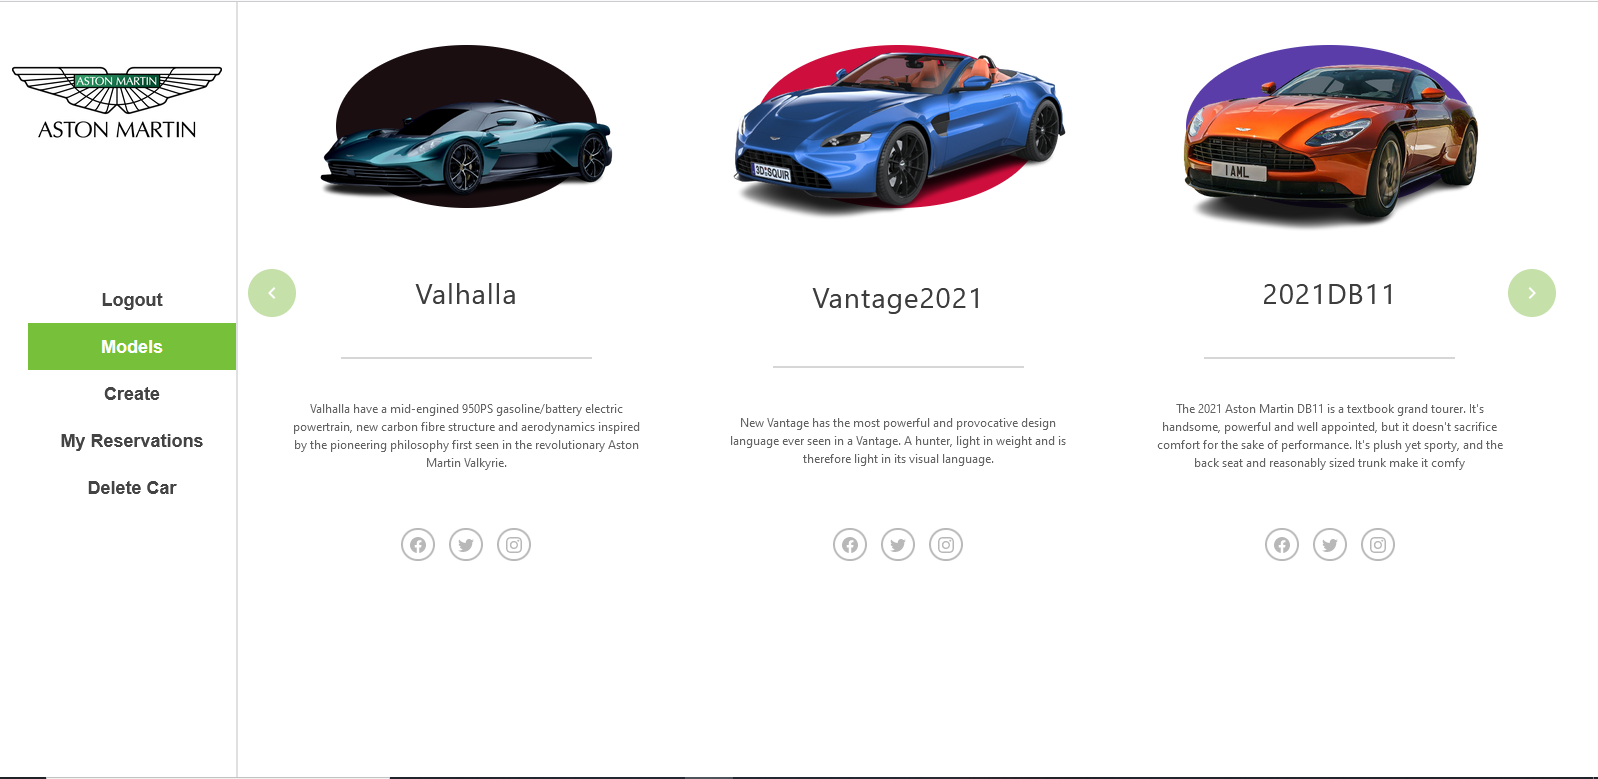 ASTON MARTIN
ASTON MARTIN
Logout
Models
Create
My Reservations
Delete Car
3D:SQUIR
I AML
Valhalla
Valhalla have a mid-engined 950PS gasoline/battery electric
powertrain, new carbon fibre structure and aerodynamics inspired
by the pioneering philosophy first seen in the revolutionary Aston
Martin Valkyrie.
Vantage2021
New Vantage has the most powerful and provocative design
language ever seen in a Vantage. A hunter, light in weight and is
therefore light in its visual language.
2021DB11
The 2021 Aston Martin DB11 is a textbook grand tourer. It's
handsome, powerful and well appointed, but it doesn't sacrifice
comfort for the sake of performance. It's plush yet sporty, and the
back seat and reasonably sized trunk make it comfy